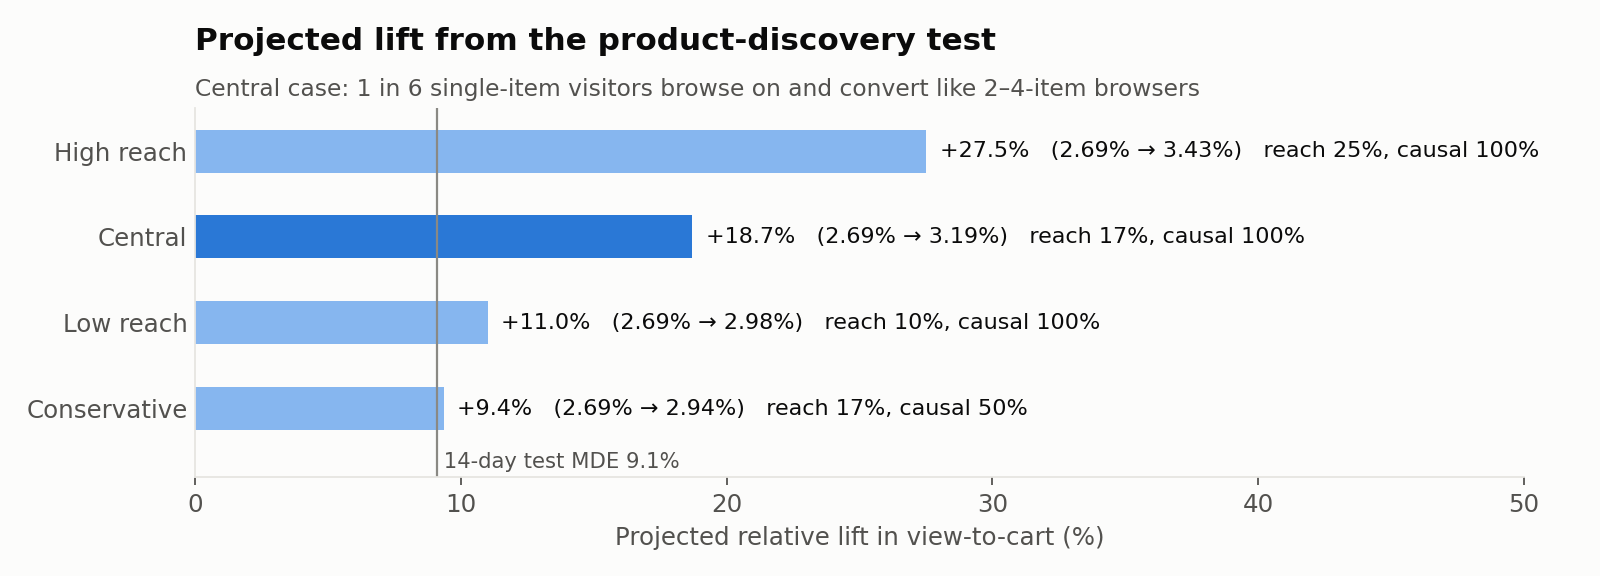 Projected lift from the product-discovery test
Central case: 1 in 6 single-item visitors browse on and convert like 2–4-item browsers
High reach +27.5% (2.69% → 3.43%) reach 25%, causal 100%
Central +18.7% (2.69% → 3.19%) reach 17%, causal 100%
Low reach +11.0% (2.69% → 2.98%) reach 10%, causal 100%
Conservative +9.4% (2.69% → 2.94%) reach 17%, causal 50%
14-day test MDE 9.1%
0 10 20 30 40 50
Projected relative lift in view-to-cart (%)